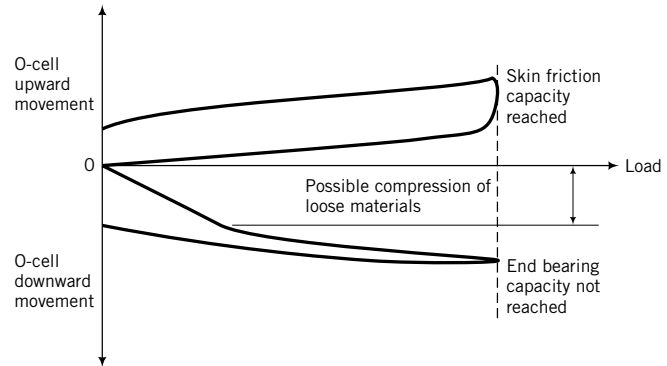 O-cell
upward
movement
Skin friction
capacity
reached
0
Load
Possible compression of
loose materials
O-cell
downward
movement
End bearing
capacity not
reached